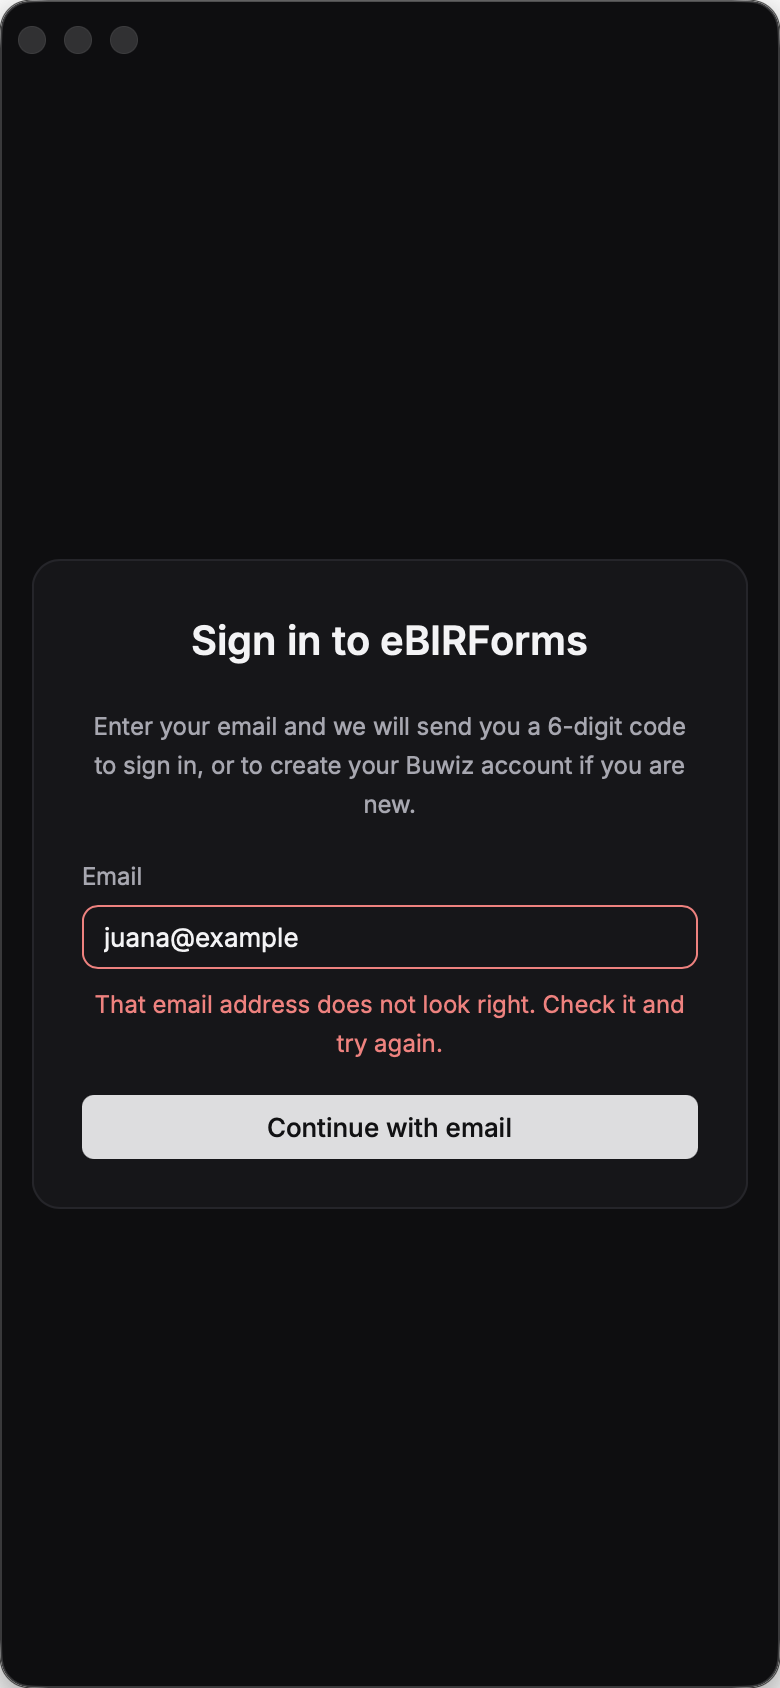 Sign in to eBIRForms
Enter your email and we will send you a 6-digit code
to sign in, or to create your Buwiz account if you are
new.
Email
juana@example
That email address does not look right. Check it and
try again.
Continue with email